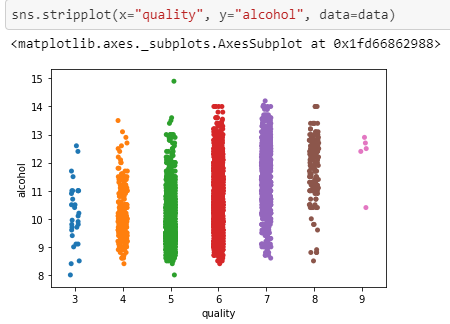 sns.stripplot(x="quality", y="alcohol", data=data)
<matplotlib.axes._subplots.AxesSubplot at 0x1fd66862988>
15
14
13
12
11
10
9
8
alcohol
3 4 5 6 7 8 9
quality